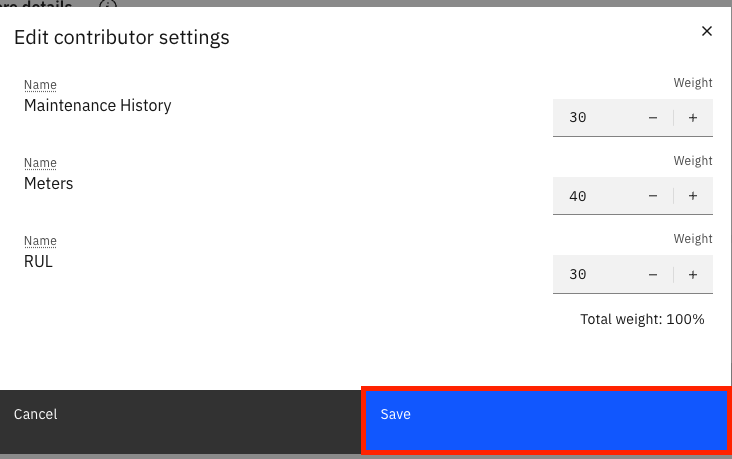 details
Edit contributor settings
Name
Weight
Maintenance History
30
Name
Weight
Meters
40
Name
Weight
RUL
30
Total weight: 100%
Cancel
Save